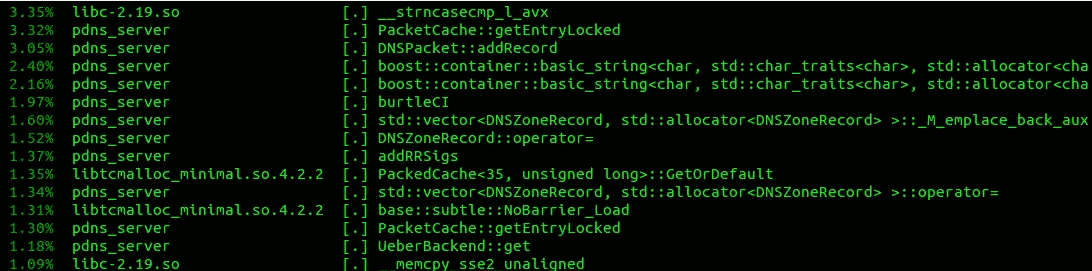 3.35% libc-2.19.so [.] __strncasecmp_l_avx
3.32% pdns_server [.] PacketCache::getEntryLocked
3.05% pdns_server [.] DNSPacket::addRecord
2.40% pdns_server [.] boost::container::basic_string<char, std::char_traits<char>, std::allocator<cha
2.16% pdns_server [.] boost::container::basic_string<char, std::char_traits<char>, std::allocator<cha
1.97% pdns_server [.] burtleCI
1.60% pdns_server [.] std::vector<DNSZoneRecord, std::allocator<DNSZoneRecord> >::_M_emplace_back_aux
1.52% pdns_server [.] DNSZoneRecord::operator=
1.37% pdns_server [.] addRRSigs
1.35% libtcmalloc_minimal.so.4.2.2 [.] PackedCache<35, unsigned long>::GetOrDefault
1.34% pdns_server [.] std::vector<DNSZoneRecord, std::allocator<DNSZoneRecord> >::operator=
1.31% libtcmalloc_minimal.so.4.2.2 [.] base::subtle::NoBarrier_Load
1.30% pdns_server [.] PacketCache::getEntryLocked
1.18% pdns_server [.] UeberBackend::get
1.09% libc-2.19.so [.] __memcpy_sse2_unaligned